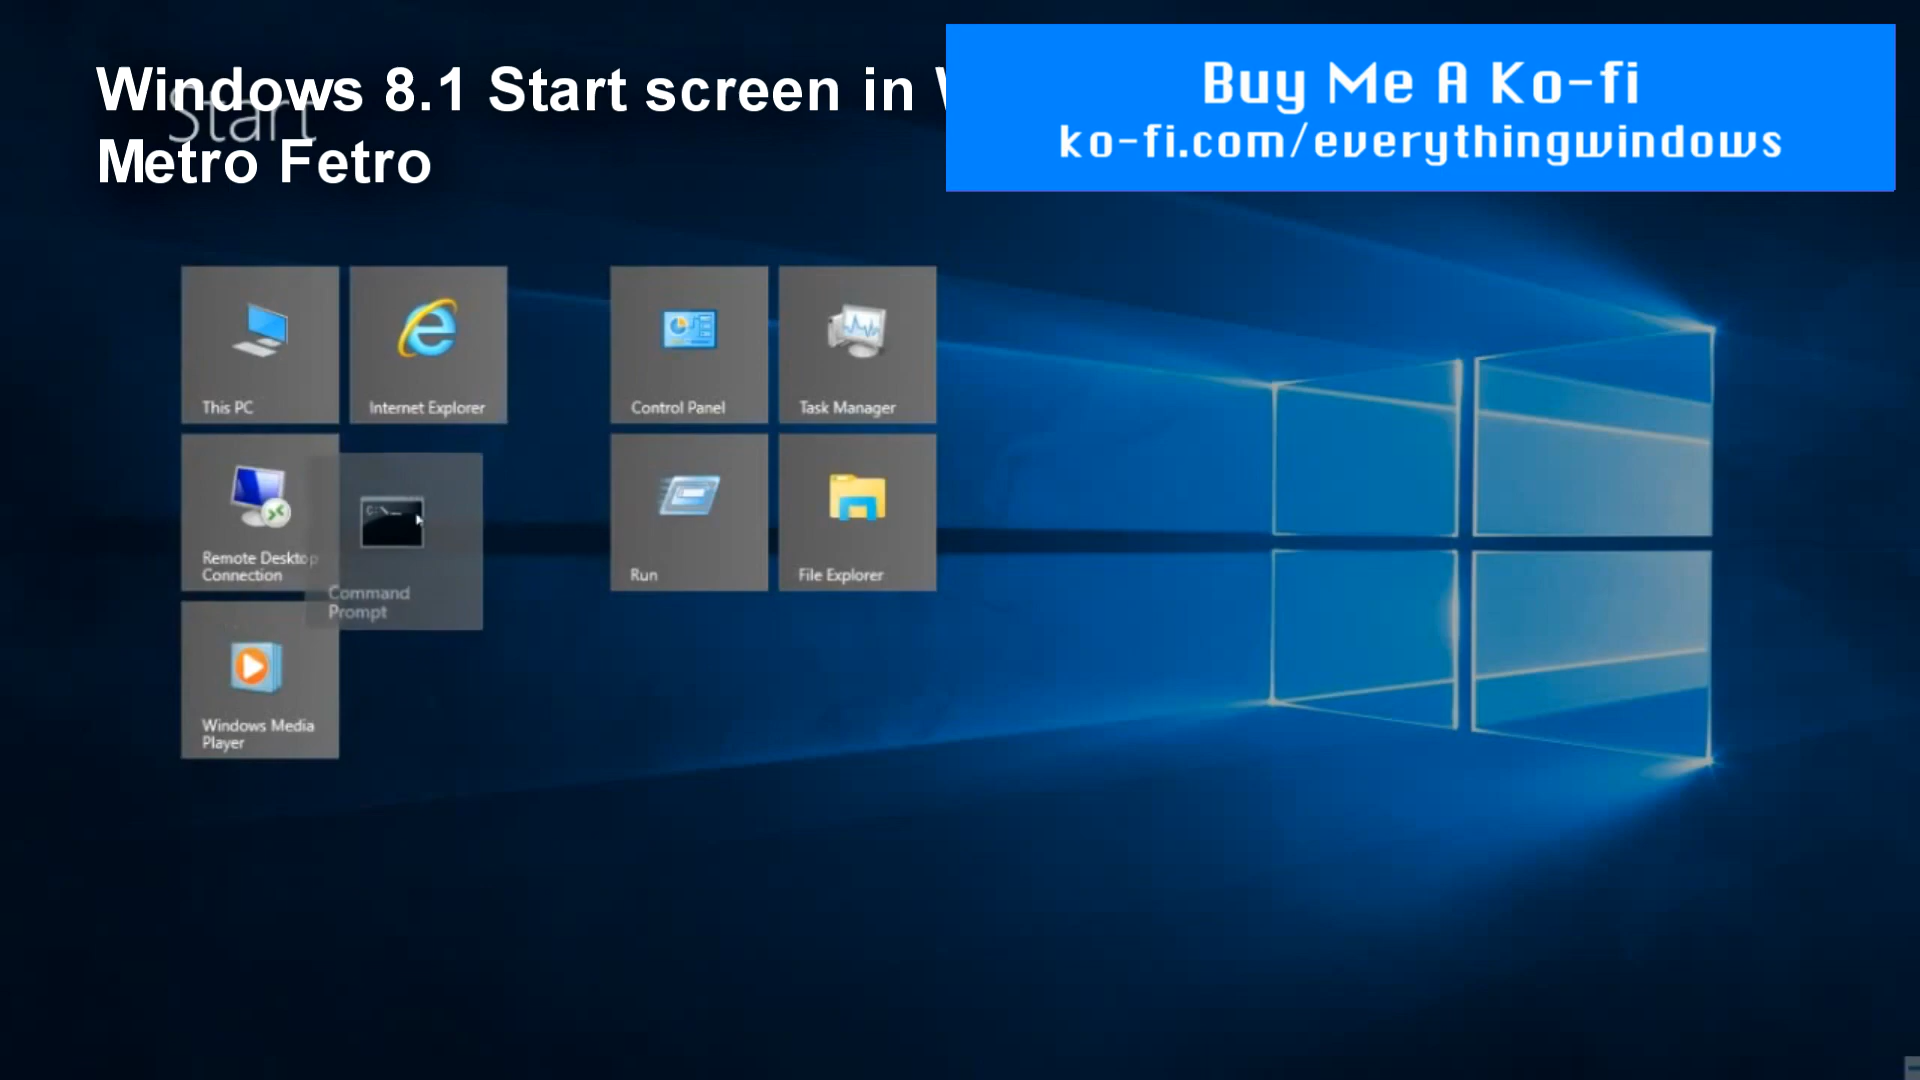 Windows 8.1 Start screen in
Metro Fetro
Start
Buy Me A Ko-fi
ko-fi.com/everythingwindows
This PC
Internet Explorer
Control Panel
Task Manager
Remote Desktop
Connection
C:\_
Command
Prompt
Run
File Explorer
Windows Media
Player